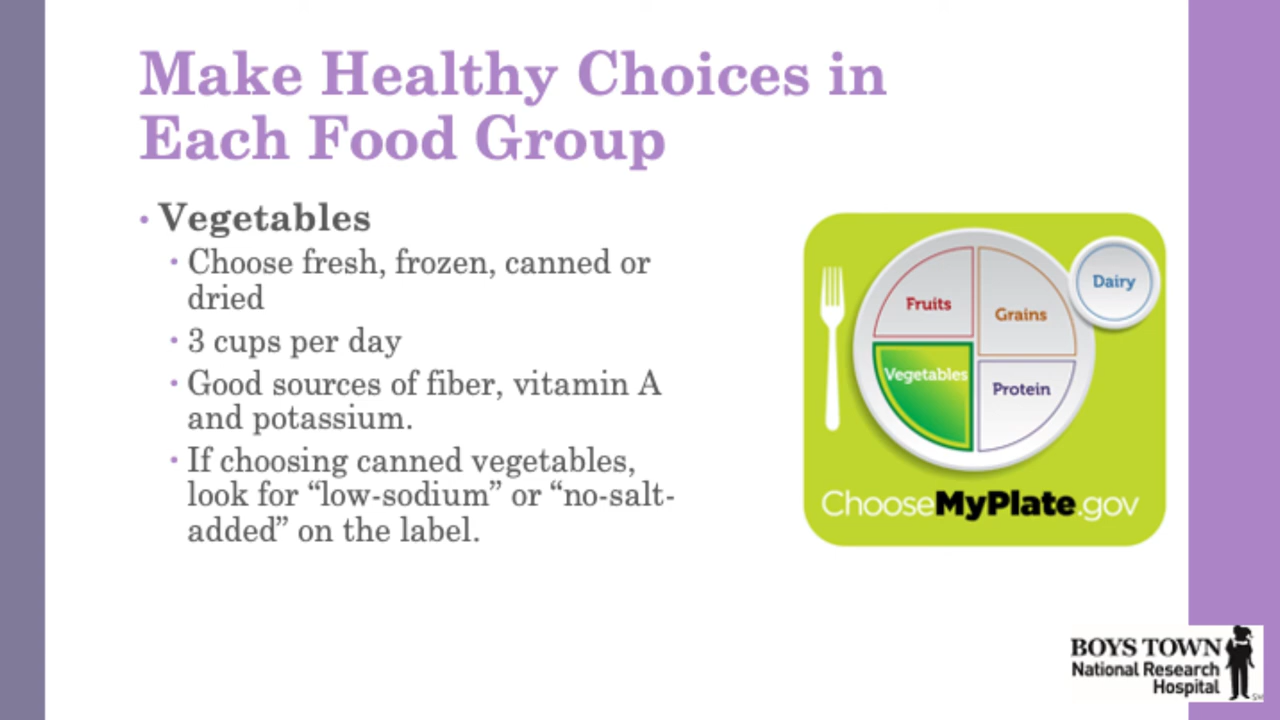 Make Healthy Choices in
Each Food Group
• Vegetables
• Choose fresh, frozen, canned or
dried
• 3 cups per day
• Good sources of fiber, vitamin A
and potassium.
• If choosing canned vegetables,
look for “low-sodium” or “no-salt-
added” on the label.
Dairy
Fruits
Grains
Vegetables
Protein
ChooseMyPlate.gov
BOYS TOWN
National Research
Hospital
SM